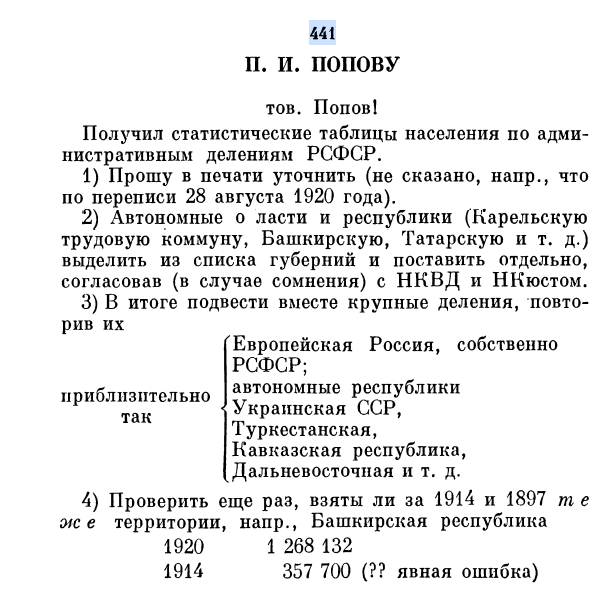 441
П. И. ПОПОВУ
тов. Попов!
Получил статистические таблицы населения по адми-
нистративным делениям РСФСР.
1) Прошу в печати уточнить (не сказано, напр., что
по переписи 28 августа 1920 года).
2) Автономные о ласти и республики (Карельскую
трудовую коммуну, Башкирскую, Татарскую и т. д.)
выделить из списка губерний и поставить отдельно,
согласовав (в случае сомнения) с НКВД и НКюстом.
3) В итоге подвести вместе крупные деления, повто-
рив их
приблизительно
так
Европейская Россия, собственно
РСФСР;
автономные республики
Украинская ССР,
Туркестанская,
Кавказская республика,
Дальневосточная и т. д.
4) Проверить еще раз, взяты ли за 1914 и 1897 те
же территории, напр., Башкирская республика
1920 1 268 132
1914 357 700 (?? явная ошибка)